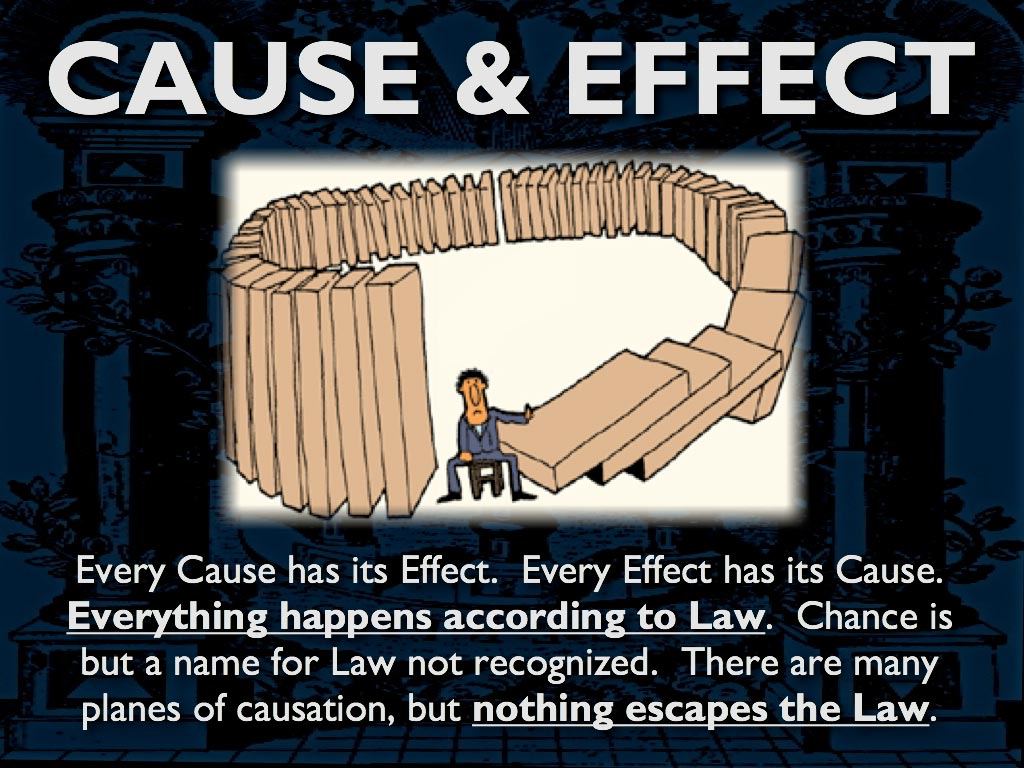 CAUSE & EFFECT
Every Cause has its Effect.  Every Effect has its Cause.
Everything happens according to Law.  Chance is
but a name for Law not recognized.  There are many
planes of causation, but nothing escapes the Law.